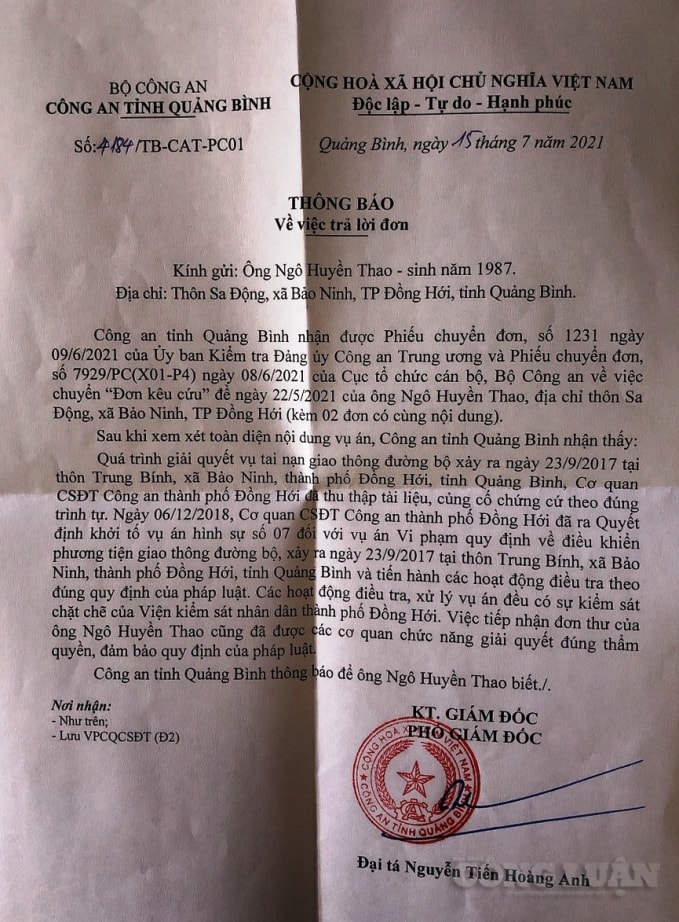 BỘ CÔNG AN
CÔNG AN TỈNH QUẢNG BÌNH
Số:4184/TB-CAT-PC01
CỘNG HOÀ XÃ HỘI CHỦ NGHĨA VIỆT NAM
Độc lập - Tự do - Hạnh phúc
Quảng Bình, ngày 15 tháng 7 năm 2021
THÔNG BÁO
Về việc trả lời đơn
Kính gửi: Ông Ngô Huyền Thao - sinh năm 1987.
Địa chỉ: Thôn Sa Động, xã Bảo Ninh, TP Đồng Hới, tỉnh Quảng Bình.
Công an tỉnh Quảng Bình nhận được Phiếu chuyển đơn, số 1231 ngày
09/6/2021 của Ủy ban Kiểm tra Đảng ủy Công an Trung ương và Phiếu chuyển đơn,
số 7929/PC(X01-P4) ngày 08/6/2021 của Cục tổ chức cán bộ, Bộ Công an về việc
chuyển “Đơn kêu cứu” đề ngày 22/5/2021 của ông Ngô Huyền Thao, địa chỉ thôn Sa
Động, xã Bảo Ninh, TP Đồng Hới (kèm 02 đơn có cùng nội dung).
Sau khi xem xét toàn diện nội dung vụ án, Công an tỉnh Quảng Bình nhận thấy:
Quá trình giải quyết vụ tai nạn giao thông đường bộ xảy ra ngày 23/9/2017 tại
thôn Trung Bính, xã Bảo Ninh, thành phố Đồng Hới, tỉnh Quảng Bình, Cơ quan
CSĐT Công an thành phố Đồng Hới đã thu thập tài liệu, củng cố chứng cứ theo đúng
trình tự. Ngày 06/12/2018, Cơ quan CSĐT Công an thành phố Đồng Hới đã ra Quyết
định khởi tố vụ án hình sự số 07 đối với vụ án Vi phạm quy định về điều khiển
phương tiện giao thông đường bộ, xảy ra ngày 23/9/2017 tại thôn Trung Bính, xã Bảo
Ninh, thành phố Đồng Hới, tỉnh Quảng Bình và tiến hành các hoạt động điều tra theo
đúng quy định của pháp luật. Các hoạt động điều tra, xử lý vụ án đều có sự kiểm sát
chặt chẽ của Viện kiểm sát nhân dân thành phố Đồng Hới. Việc tiếp nhận đơn thư của
ông Ngô Huyền Thao cũng đã được các cơ quan chức năng giải quyết đúng thẩm
quyền, đảm bảo quy định của pháp luật.
Công an tỉnh Quảng Bình thông báo để ông Ngô Huyền Thao biết./.
Nơi nhận:
- Như trên;
- Lưu VPCQCSĐT (Đ2)
KT. GIÁM ĐỐC
PHÓ GIÁM ĐỐC
CỘNG HOÀ X.H.C.N VIỆT NAM
CÔNG AN TỈNH QUẢNG BÌNH
Đại tá Nguyễn Tiến Hoàng Anh
CÔNG LUẬN